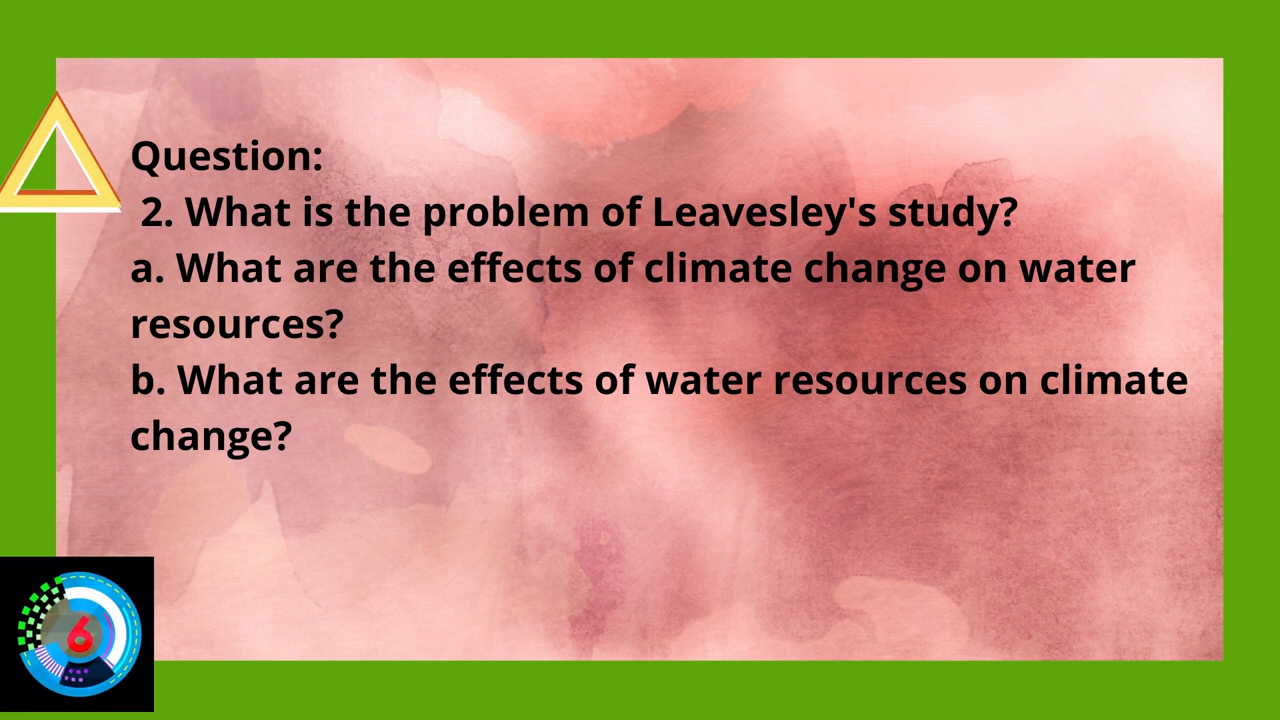 Question:
2. What is the problem of Leavesley's study?
a. What are the effects of climate change on water
resources?
b. What are the effects of water resources on climate
change?
6